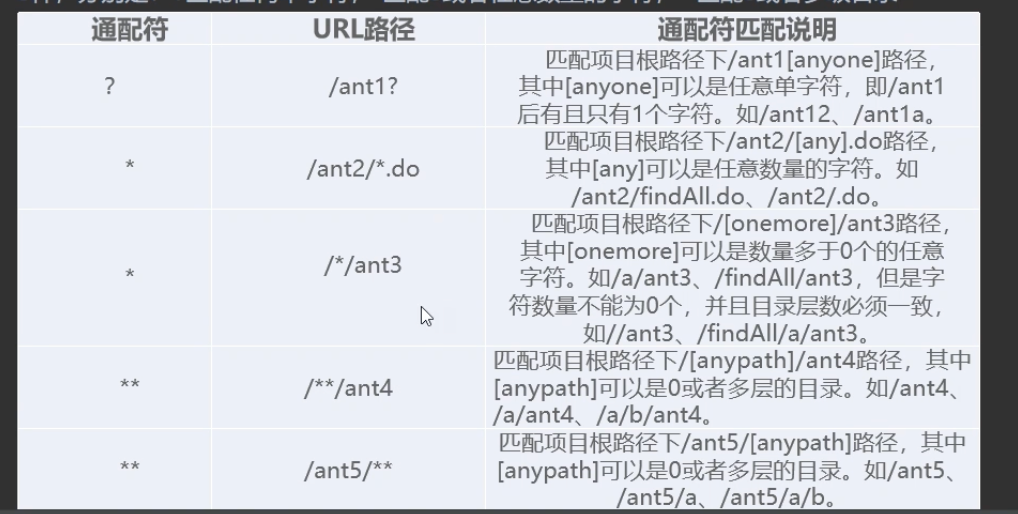 通配符 URL路径 通配符匹配说明
? /ant1? 匹配项目根路径下/ant1[anyone]路径，
其中[anyone]可以是任意单字符，即/ant1
后有且只有1个字符。如/ant12、/ant1a。
* /ant2/*.do 匹配项目根路径下/ant2/[any].do路径，
其中[any]可以是任意数量的字符。如
/ant2/findAll.do、/ant2/.do。
* /*/ant3 匹配项目根路径下/[onemore]/ant3路径，
其中[onemore]可以是数量多于0个的任意
字符。如/a/ant3、/findAll/ant3，但是字
符数量不能为0个，并且目录层数必须一致，
如//ant3、/findAll/a/ant3。
** /**/ant4 匹配项目根路径下/[anypath]/ant4路径，其中
[anypath]可以是0或者多层的目录。如/ant4、
/a/ant4、/a/b/ant4。
** /ant5/** 匹配项目根路径下/ant5/[anypath]路径，其中
[anypath]可以是0或者多层的目录。如/ant5、
/ant5/a、/ant5/a/b。